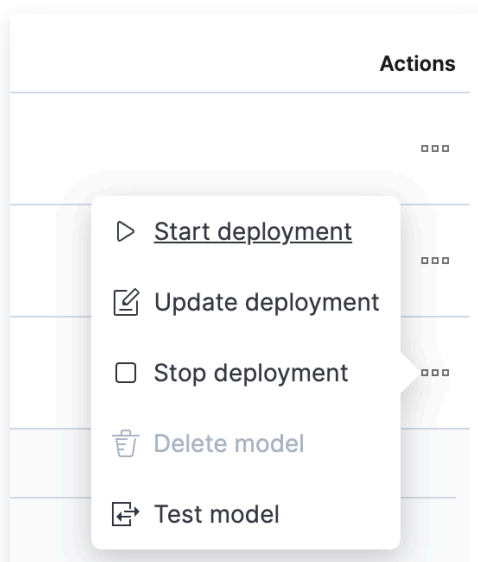 Actions
Start deployment
Update deployment
Stop deployment
Delete model
Test model